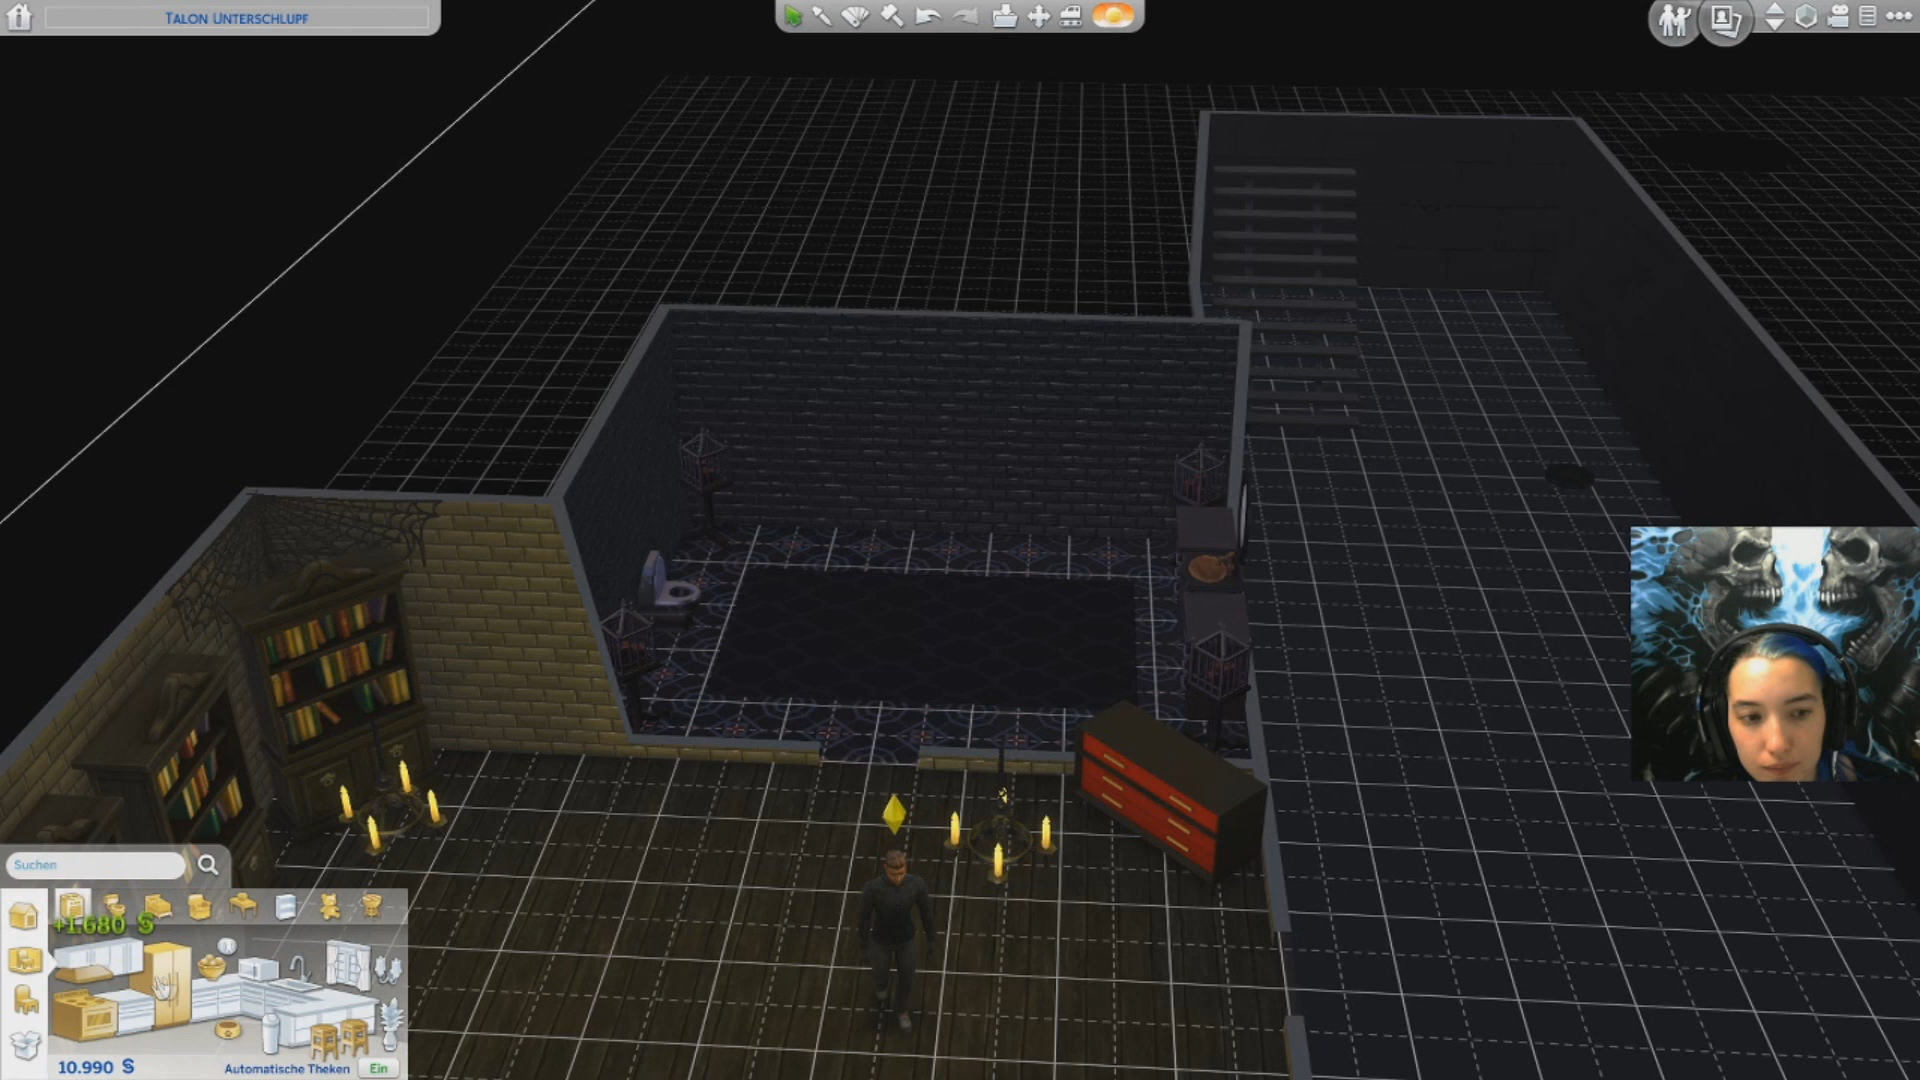 TALON UNTERSCHLUPF
Suchen
+1.680 $
10.990 $
Automatische Theken
Ein